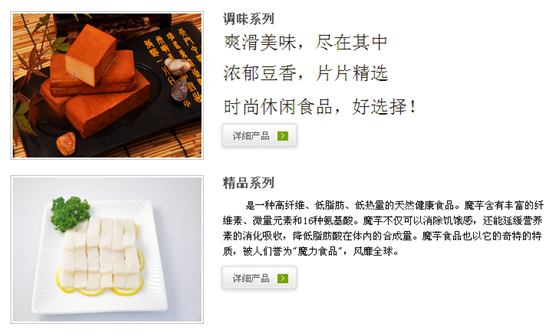 调味系列
爽滑美味，尽在其中
浓郁豆香，片片精选
时尚休闲食品，好选择！
详细产品
精品系列
是一种高纤维、低脂肪、低热量的天然健康食品。魔芋含有丰富的纤
维素、微量元素和16种氨基酸。魔芋不仅可以消除饥饿感，还能延缓营养
素的消化吸收，降低脂肪酸在体内的合成量。魔芋食品也以它的奇特的特
质，被人们誉为“魔力食品”，风靡全球。
详细产品